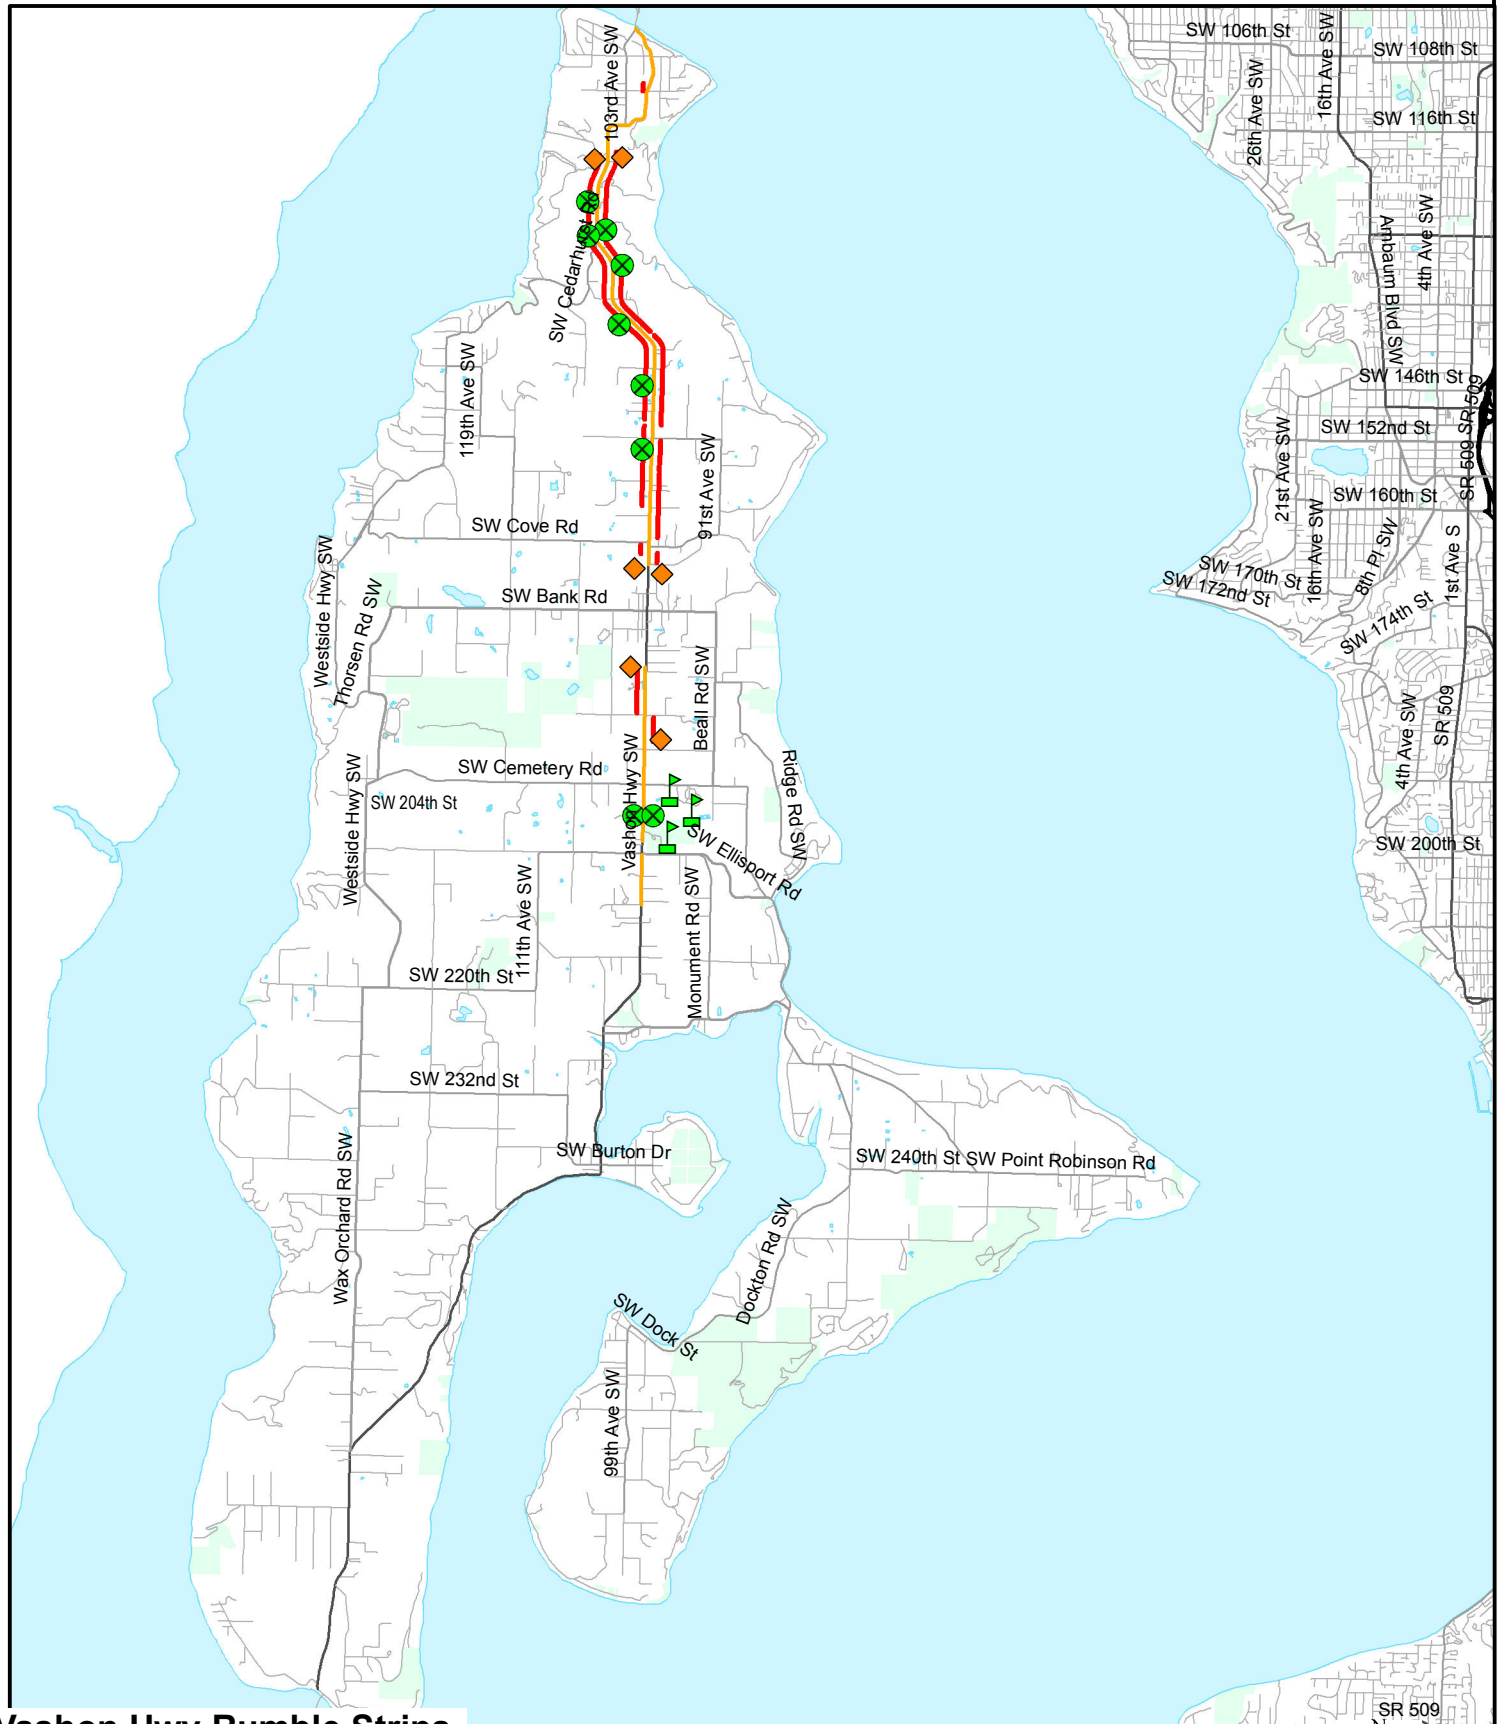 SW 106th St
103rd Ave SW
16th Ave SW
SW 108th St
26th Ave SW
SW 116th St
SW Cedarhurst Rd
Ambaum Blvd SW
4th Ave SW
119th Ave SW
SW 146th St
SR 509
SW 152nd St
91st Ave SW
21st Ave SW
SR 509
SW 160th St
SW Cove Rd
16th Ave SW
8th Pl SW
1st Ave S
Westside Hwy SW
SW 170th St
SW 172nd St
Thorsen Rd SW
SW Bank Rd
SW 174th St
Beall Rd SW
4th Ave SW
SR 509
Westside Hwy SW
SW Cemetery Rd
Vashon Hwy SW
Ridge Rd SW
SW 204th St
SW Ellisport Rd
SW 200th St
111th Ave SW
Monument Rd SW
SW 220th St
SW 232nd St
SW Burton Dr
SW 240th St
SW Point Robinson Rd
Wax Orchard Rd SW
Dockton Rd SW
SW Dock St
99th Ave SW
SR 509
Vashon Hwy Rumble Strips